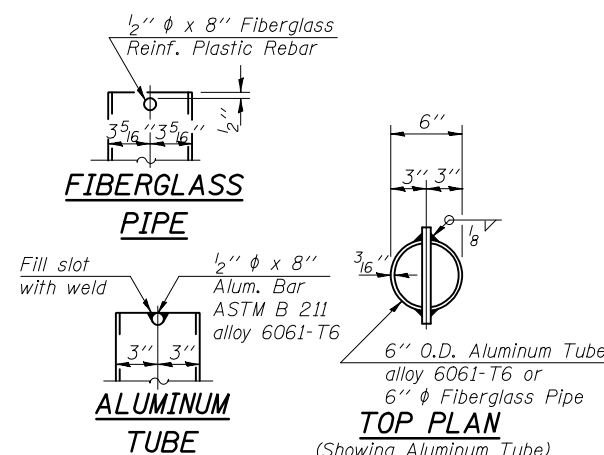 1/2" ϕ x 8" Fiberglass
Reinf. Plastic Rebar
3 5/16" 3 5/16"
1/2"
FIBERGLASS
PIPE
6"
3" 3"
1/8
3/16"
Fill slot
with weld
1/2" ϕ x 8"
Alum. Bar
ASTM B 211
alloy 6061-T6
3" 3"
ALUMINUM
TUBE
6" O.D. Aluminum Tube
alloy 6061-T6 or
6" ϕ Fiberglass Pipe
TOP PLAN
(Showing Aluminum Tube)